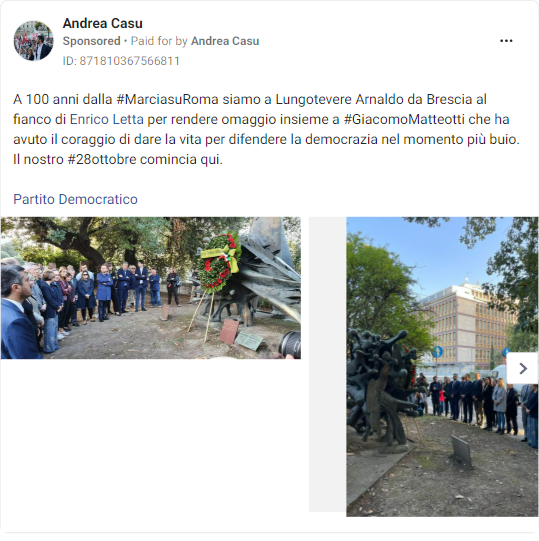 Andrea Casu
Sponsored • Paid for by Andrea Casu
ID: 871810367566811
A 100 anni dalla #MarciasuRoma siamo a Lungotevere Arnaldo da Brescia al
fianco di Enrico Letta per rendere omaggio insieme a #GiacomoMatteotti che ha
avuto il coraggio di dare la vita per difendere la democrazia nel momento più buio.
Il nostro #28ottobre comincia qui.
Partito Democratico